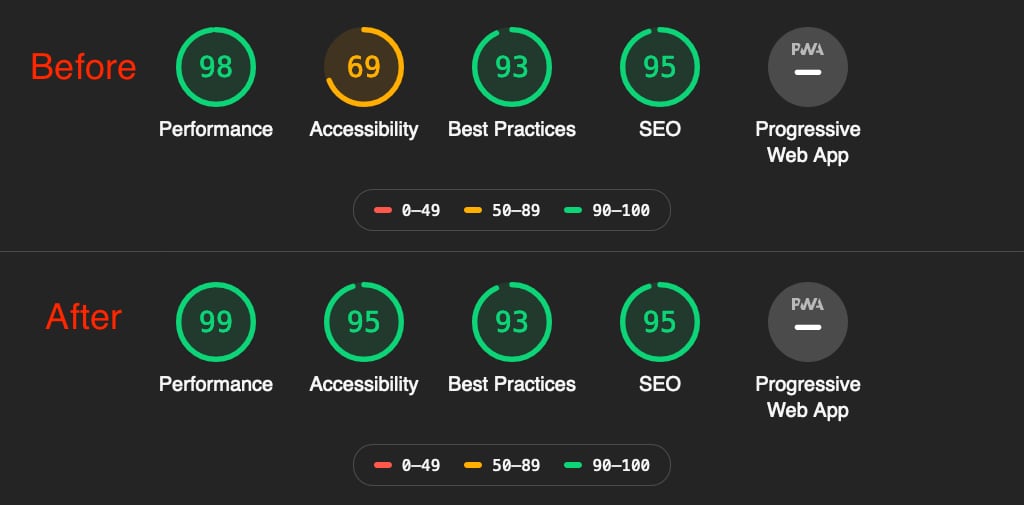 Before
98
69
93
95
PWA
Performance
Accessibility
Best Practices
SEO
Progressive
Web App
0–49
50–89
90–100
After
99
95
93
95
PWA
Performance
Accessibility
Best Practices
SEO
Progressive
Web App
0–49
50–89
90–100